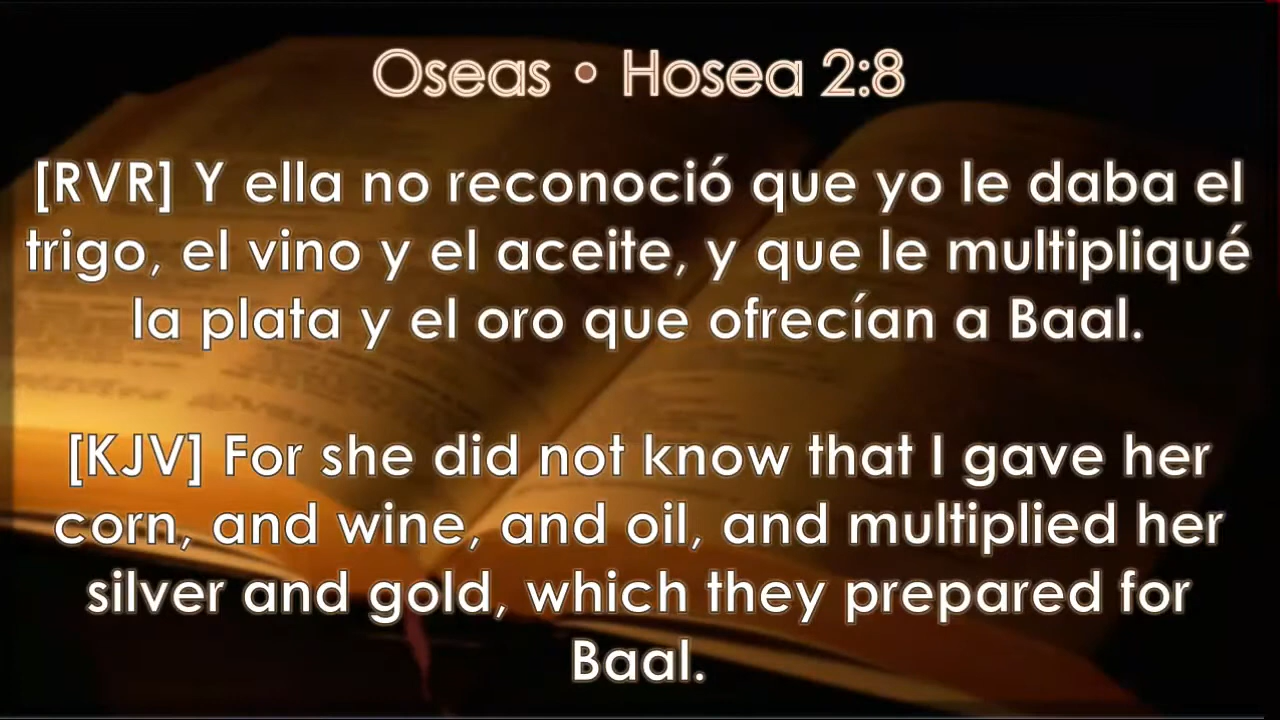 Oseas • Hosea 2:8
[RVR] Y ella no reconoció que yo le daba el
trigo, el vino y el aceite, y que le multipliqué
la plata y el oro que ofrecían a Baal.
[KJV] For she did not know that I gave her
corn, and wine, and oil, and multiplied her
silver and gold, which they prepared for
Baal.